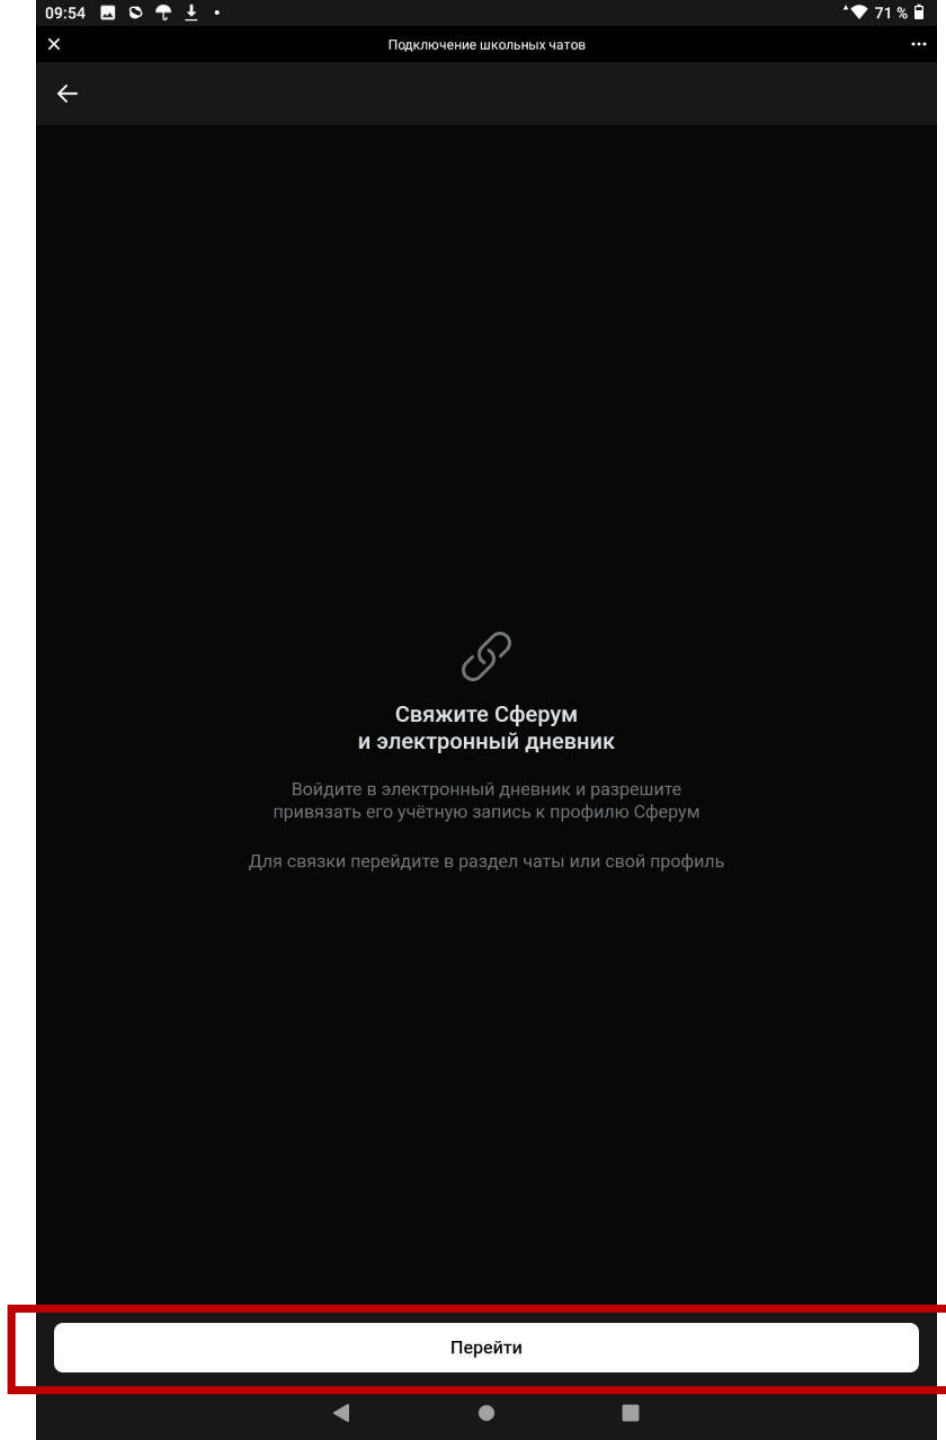 09:54 71 %
Подключение школьных чатов
Свяжите Сферум
и электронный дневник
Войдите в электронный дневник и разрешите
привязать его учётную запись к профилю Сферум
Для связки перейдите в раздел чаты или свой профиль
Перейти